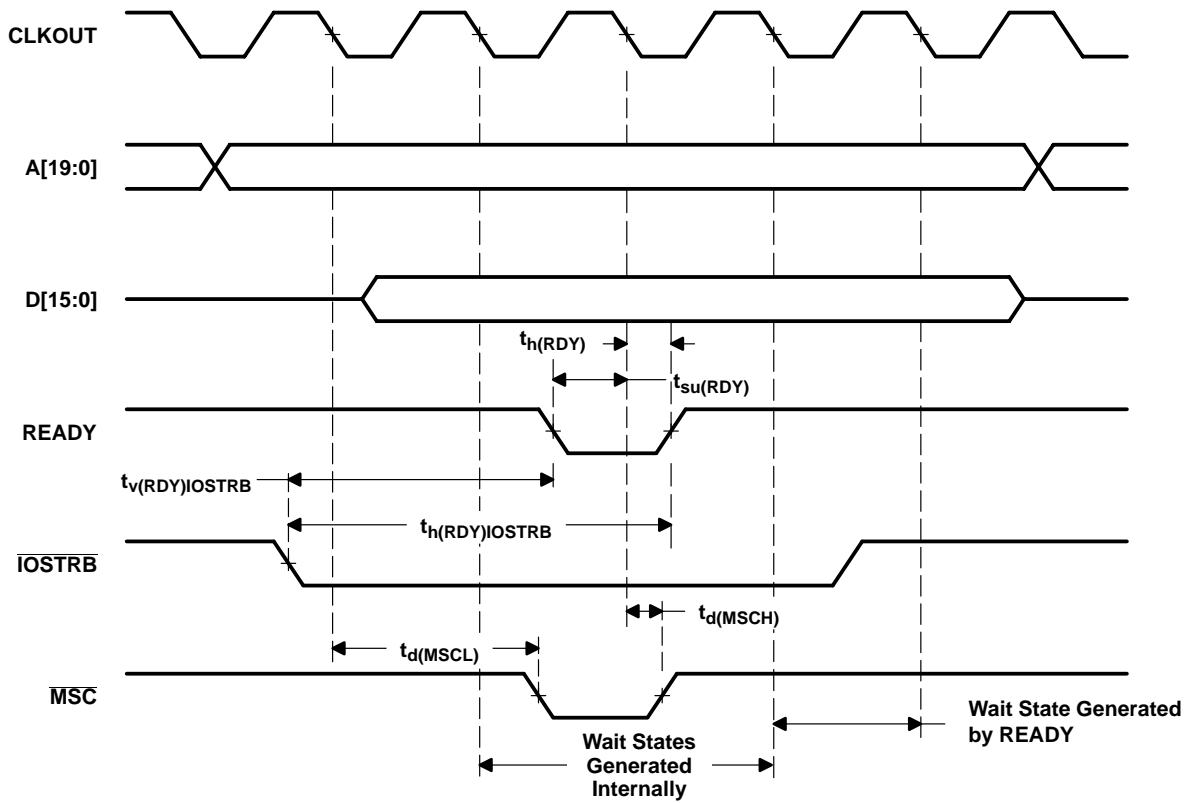 CLKOUT
A[19:0]
D[15:0]
th(RDY)
tsu(RDY)
READY
tv(RDY)IOSTRB
th(RDY)IOSTRB
IOSTRB
td(MSCH)
td(MSCL)
MSC
Wait State Generated
by READY
Wait States
Generated
Internally